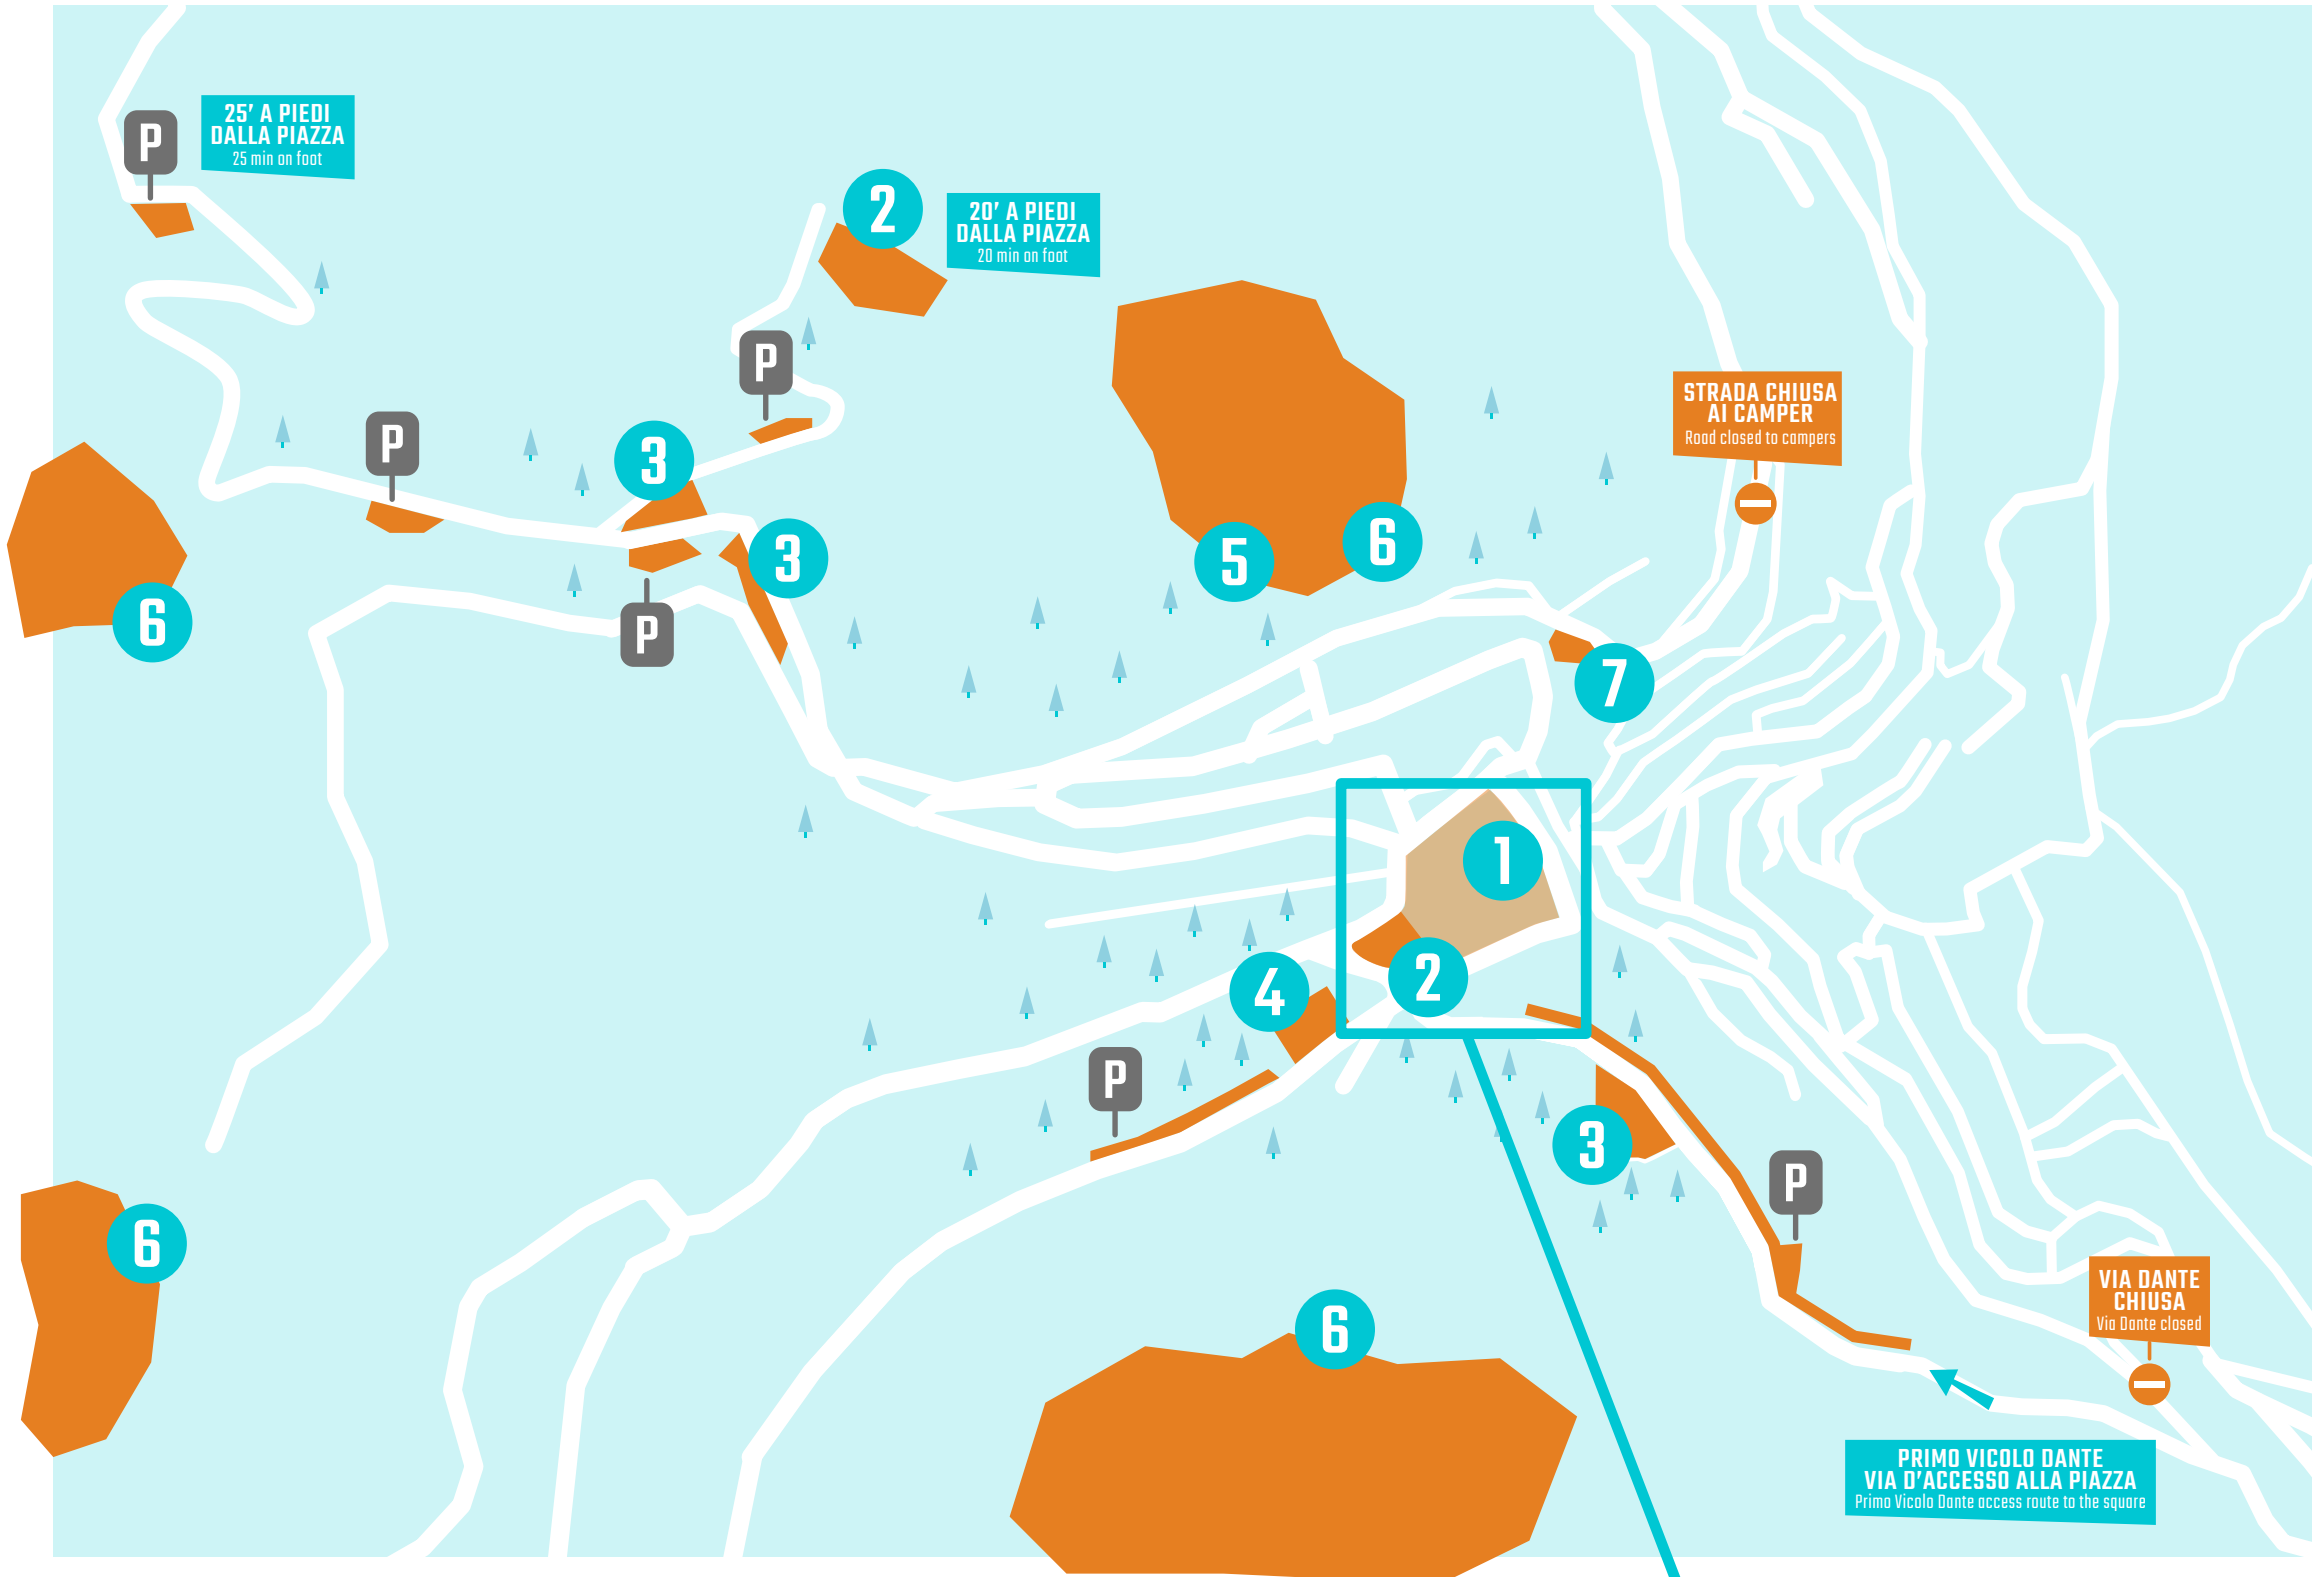 25' A PIEDI
DALLA PIAZZA
25 min on foot
P
2
20' A PIEDI
DALLA PIAZZA
20 min on foot
P
STRADA CHIUSA
AI CAMPER
Road closed to campers
P
3
3
5
6
6
P
7
1
2
4
P
3
P
6
6
VIA DANTE
CHIUSA
Via Dante closed
PRIMO VICOLO DANTE
VIA D'ACCESSO ALLA PIAZZA
Primo Vicolo Dante access route to the square